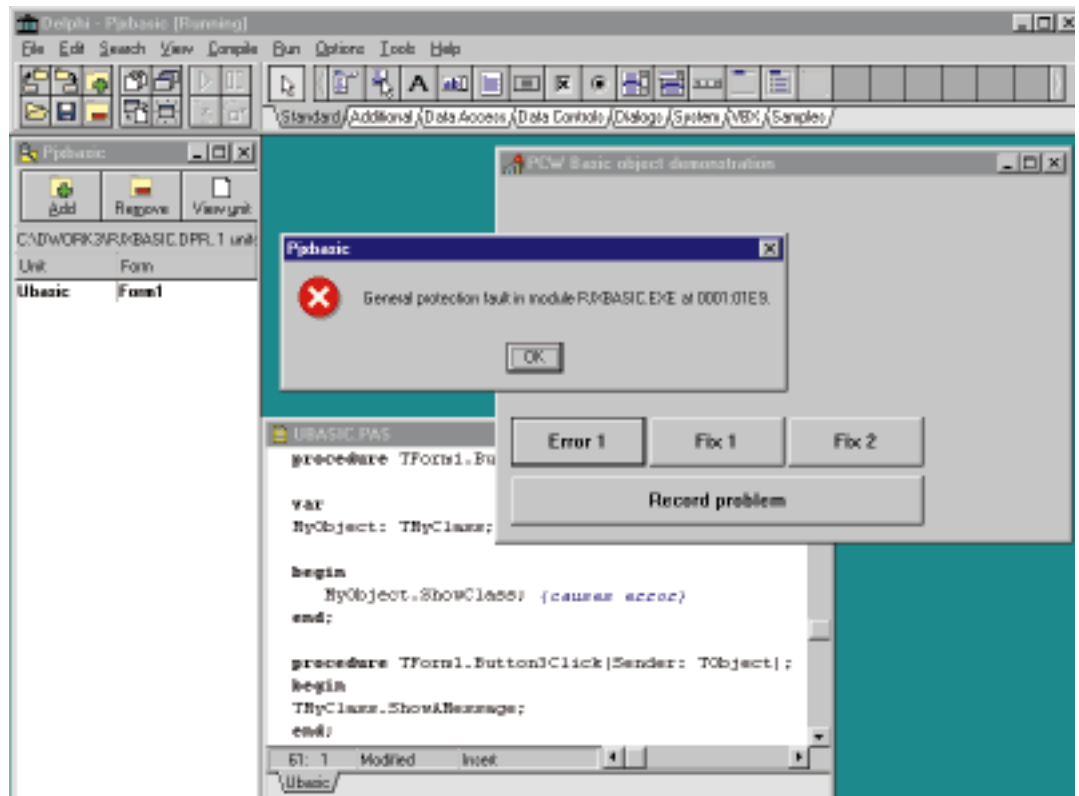 Delphi - Pjxbasic (Running)
File Edit Search View Compile Run Options Tools Help
Standard Additional Data Access Data Controls Dialogs System VBX Samples
Pjxbasic
Add Remove View unit
C:\DWORK3\PJXBASIC.DPR, 1 units
Unit Form
Ubasic Form1
PCW Basic object demonstration
Pjxbasic
General protection fault in module PJXBASIC.EXE at 0001:01E9.
OK
Error 1 Fix 1 Fix 2
Record problem
UBASIC.PAS
procedure TForm1.Bu
var
MyObject: TMyClass;
begin
MyObject.ShowClass; {causes error}
end;
procedure TForm1.Button3Click(Sender: TObject);
begin
TMyClass.ShowAMessage;
end;
61: 1 Modified Insert
Ubasic